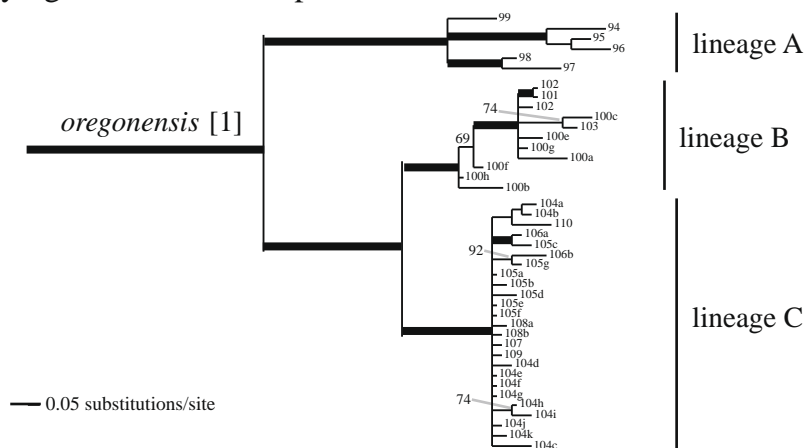 99
94
95
96
98
97
lineage A
oregonensis [1]
102
101
102
74
100c
103
100e
100g
100a
69
100f
100h
100b
lineage B
104a
104b
110
106a
105c
92
106b
105g
105a
105b
105d
105e
105f
108a
108b
107
109
104d
104e
104f
104g
74
104h
104i
104j
104k
104c
lineage C
0.05 substitutions/site